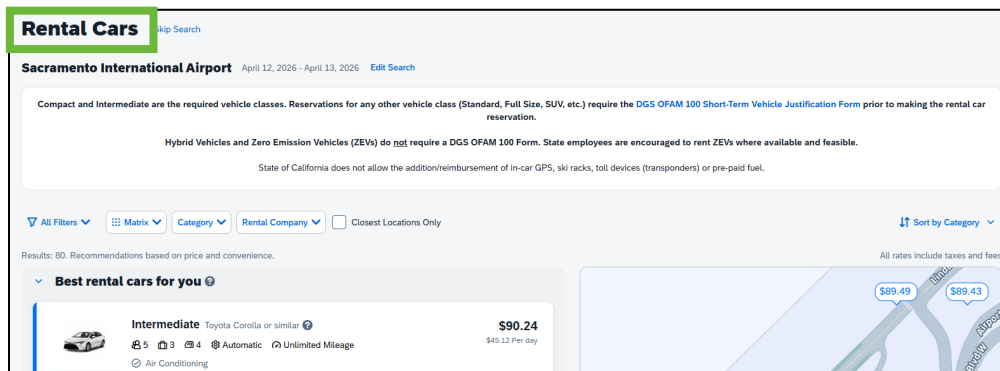 Rental Cars
Skip Search
Sacramento International Airport April 12, 2026 - April 13, 2026 Edit Search
Compact and Intermediate are the required vehicle classes. Reservations for any other vehicle class (Standard, Full Size, SUV, etc.) require the DGS OFAM 100 Short-Term Vehicle Justification Form prior to making the rental car
reservation.
Hybrid Vehicles and Zero Emission Vehicles (ZEVs) do not require a DGS OFAM 100 Form. State employees are encouraged to rent ZEVs where available and feasible.
State of California does not allow the addition/reimbursement of in-car GPS, ski racks, toll devices (transponders) or pre-paid fuel.
All Filters Matrix Category Rental Company Closest Locations Only Sort by Category
Results: 80. Recommendations based on price and convenience. All rates include taxes and fees
Best rental cars for you
$89.49 $89.43
Intermediate Toyota Corolla or similar $90.24
5 3 4 Automatic Unlimited Mileage $45.12 Per day
Air Conditioning
Airport
Blvd W